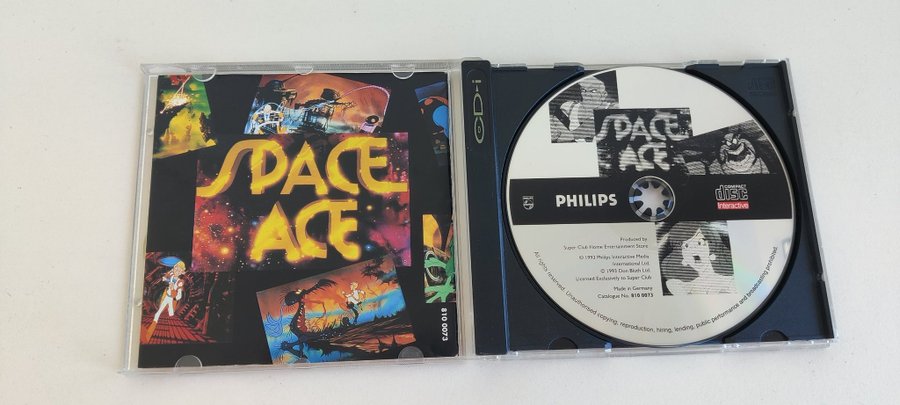 SPACE
ACE
810 0073
CD-i
SPACE
ACE
PHILIPS
COMPACT
disc
Interactive
Produced by
Super Club Home Entertainment Store
© 1993 Philips Interactive Media
International Ltd.
© 1993 Don Bluth Ltd.
Licensed Exclusively to Super Club
Made in Germany
Catalogue No. 810 0073
All rights reserved. Unauthorised copying, reproduction, hiring, lending, public performance and broadcasting prohibited.